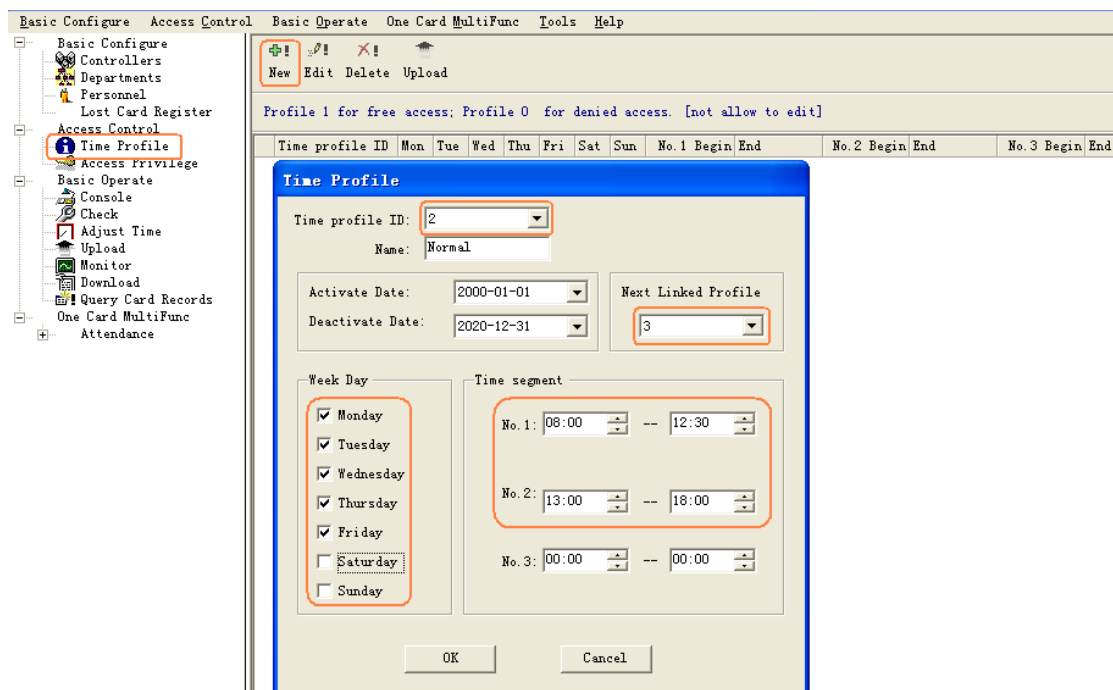 Basic Configure Access Control Basic Operate One Card MultiFunc Tools Help
Basic Configure
Controllers
Departments
Personnel
Lost Card Register
Access Control
Time Profile
Access Privilege
Basic Operate
Console
Check
Adjust Time
Upload
Monitor
Download
Query Card Records
One Card MultiFunc
Attendance
New Edit Delete Upload
Profile 1 for free access; Profile 0 for denied access. [not allow to edit]
Time profile ID Mon Tue Wed Thu Fri Sat Sun No.1 Begin End No.2 Begin End No.3 Begin End
Time Profile
Time profile ID: 2
Name: Normal
Activate Date: 2000-01-01
Deactivate Date: 2020-12-31
Next Linked Profile
3
Week Day
Monday
Tuesday
Wednesday
Thursday
Friday
Saturday
Sunday
Time segment
No.1: 08:00 -- 12:30
No.2: 13:00 -- 18:00
No.3: 00:00 -- 00:00
OK Cancel